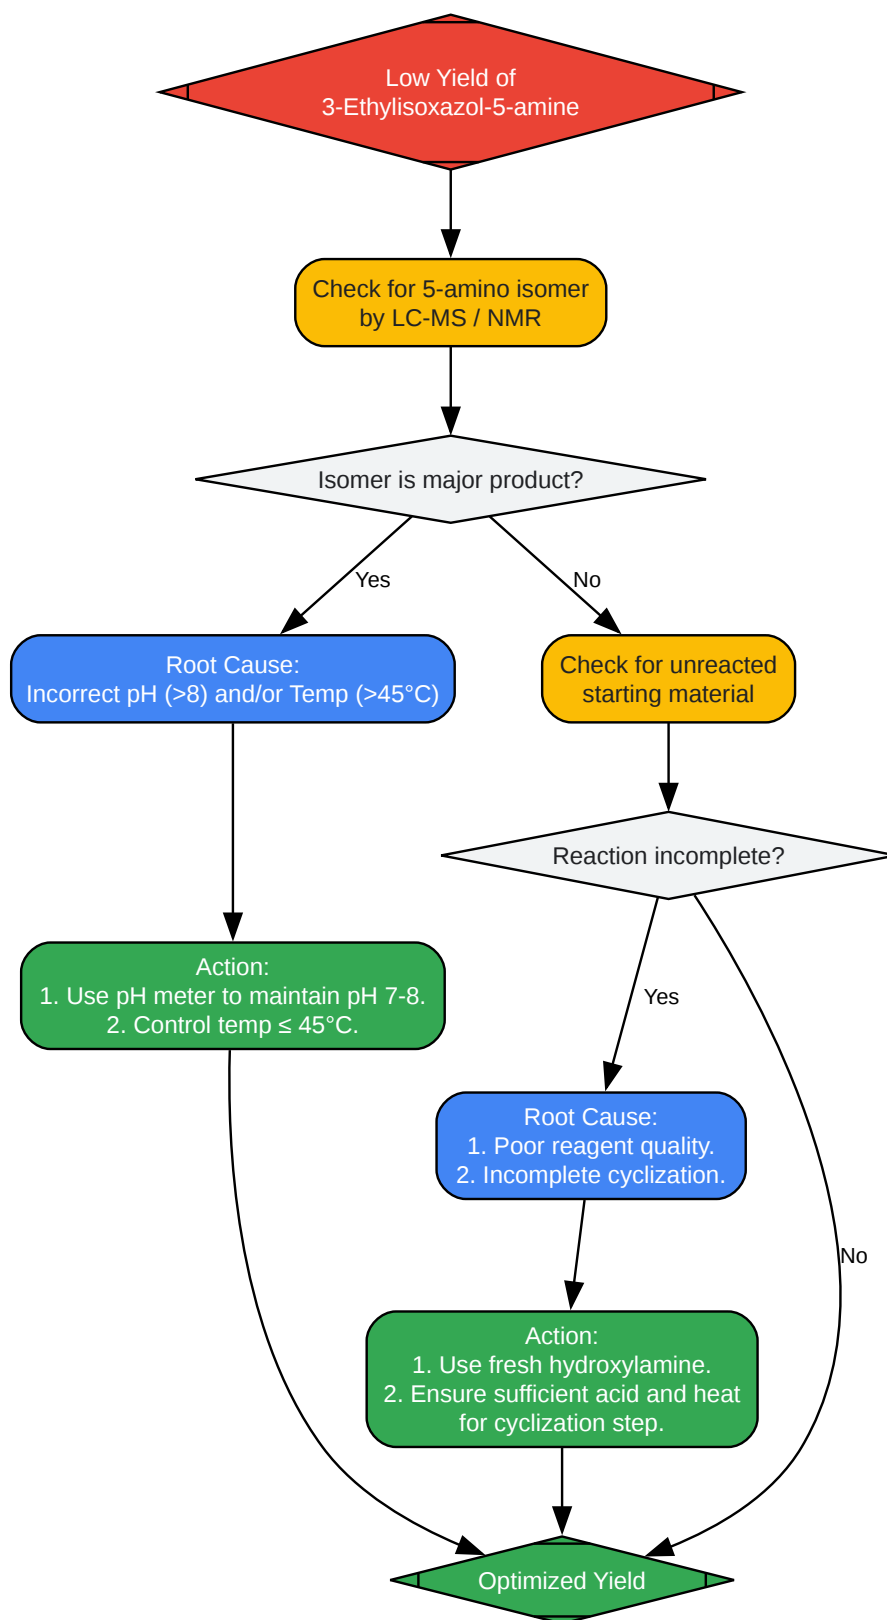 Low Yield of
3-Ethylisoxazol-5-amine
Check for 5-amino isomer
by LC-MS / NMR
Isomer is major product?
Yes
No
Root Cause:
Incorrect pH (>8) and/or Temp (>45°C)
Check for unreacted
starting material
Reaction incomplete?
Action:
1. Use pH meter to maintain pH 7-8.
2. Control temp ≤ 45°C.
Yes
Root Cause:
1. Poor reagent quality.
2. Incomplete cyclization.
No
Action:
1. Use fresh hydroxylamine.
2. Ensure sufficient acid and heat
for cyclization step.
Optimized Yield